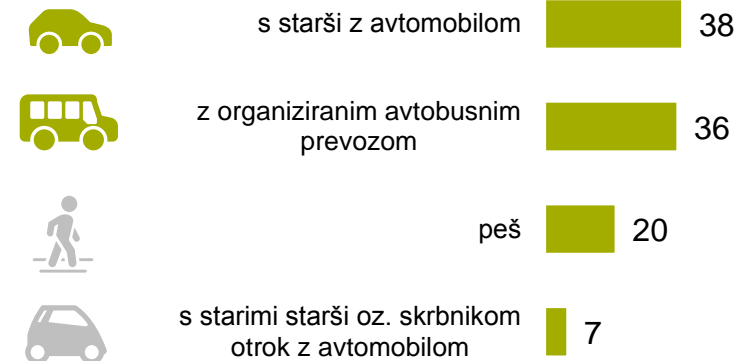 s starši z avtomobilom 38
z organiziranim avtobusnim
prevozom 36
peš 20
s starimi starši oz. skrbnikom
otrok z avtomobilom 7